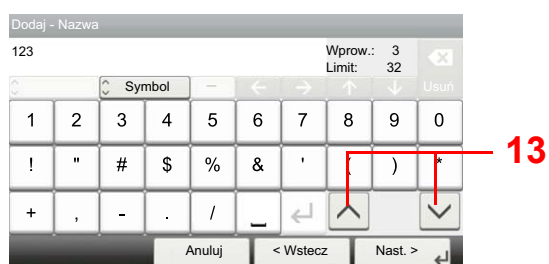 Dodaj - Nazwa
123 Wprow.: 3
Limit: 32
Symbol Usuń
1 2 3 4 5 6 7 8 9 0
! " # $ % & ' ( ) *
+ , - . / _
13
Anuluj < Wstecz Nast. >